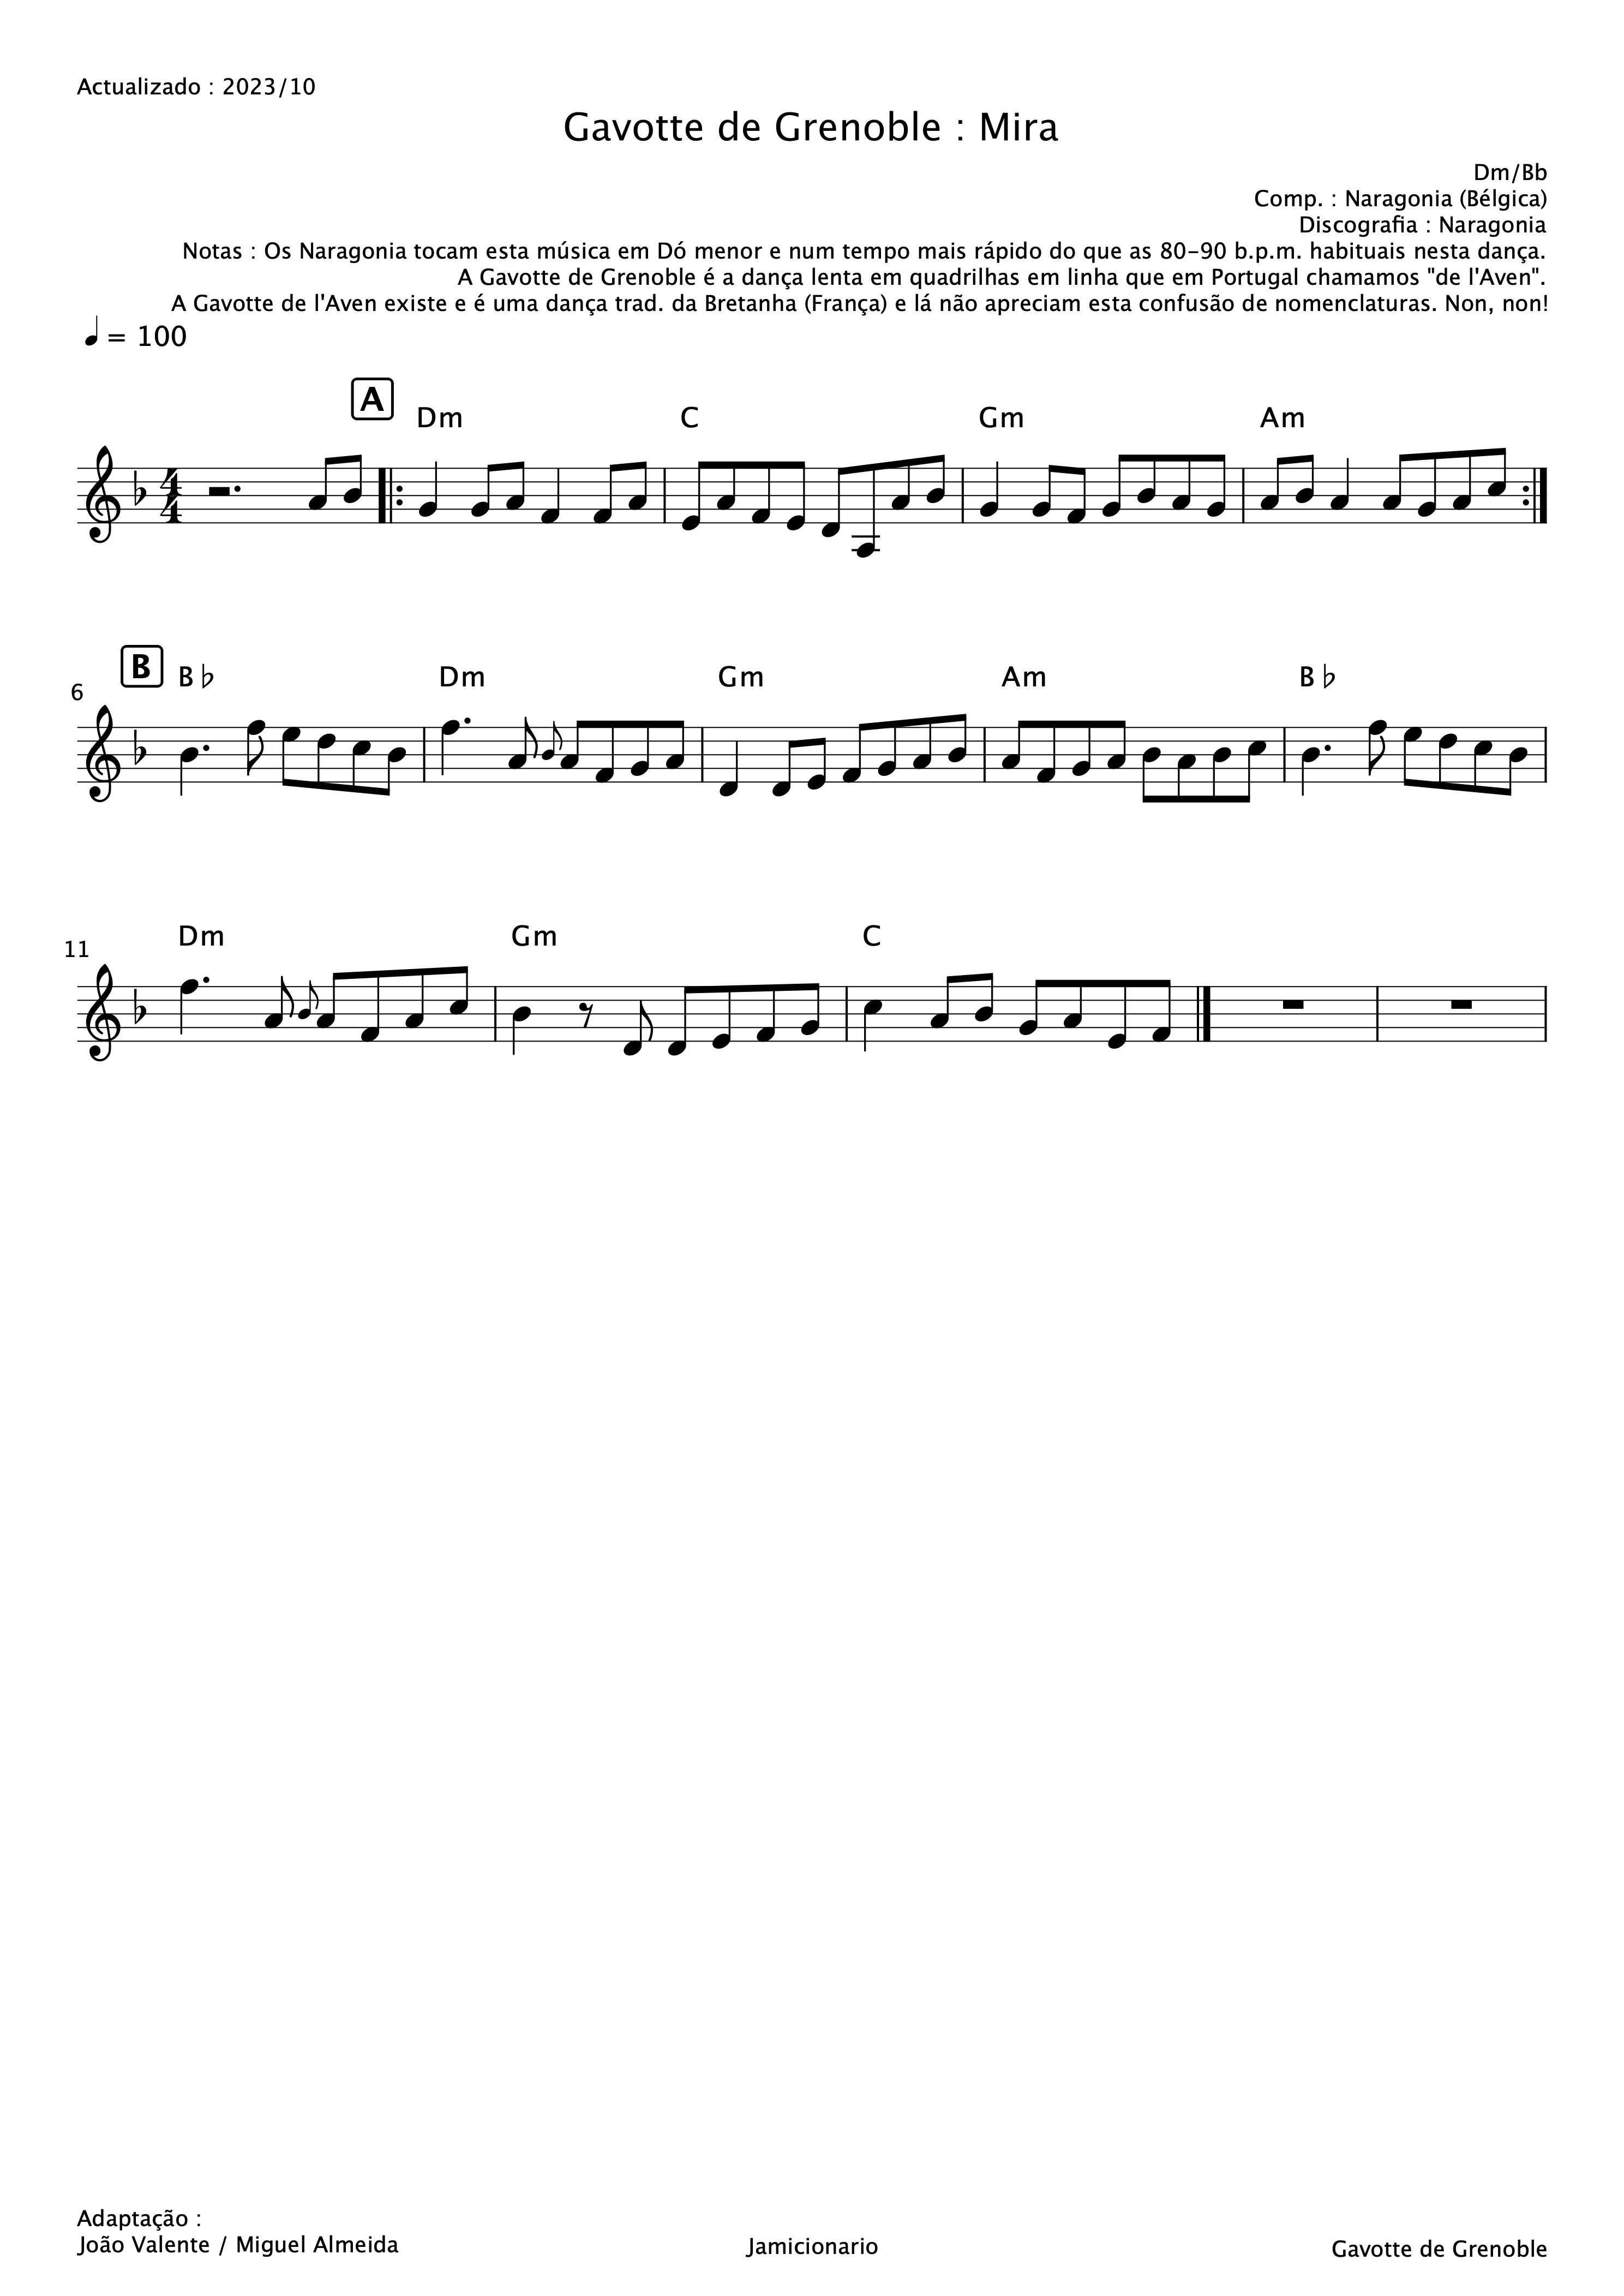 Actualizado : 2023/10
Gavotte de Grenoble : Mira
Dm/Bb
Comp. : Naragonia (Bélgica)
Discografia : Naragonia
Notas : Os Naragonia tocam esta música em Dó menor e num tempo mais rápido do que as 80-90 b.p.m. habituais nesta dança.
A Gavotte de Grenoble é a dança lenta em quadrilhas em linha que em Portugal chamamos "de l'Aven".
A Gavotte de l'Aven existe e é uma dança trad. da Bretanha (França) e lá não apreciam esta confusão de nomenclaturas. Non, non!
♩ = 100
A Dm C Gm Am
4
4
B B♭ Dm Gm Am B♭
6
Dm Gm C
11
Adaptação :
João Valente / Miguel Almeida
Jamicionario
Gavotte de Grenoble